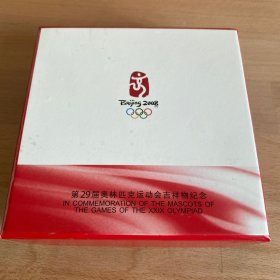 Beijing 2008
第29届奥林匹克运动会吉祥物纪念
IN COMMEMORATION OF THE MASCOTS OF
THE GAMES OF THE XXIX OLYMPIAD